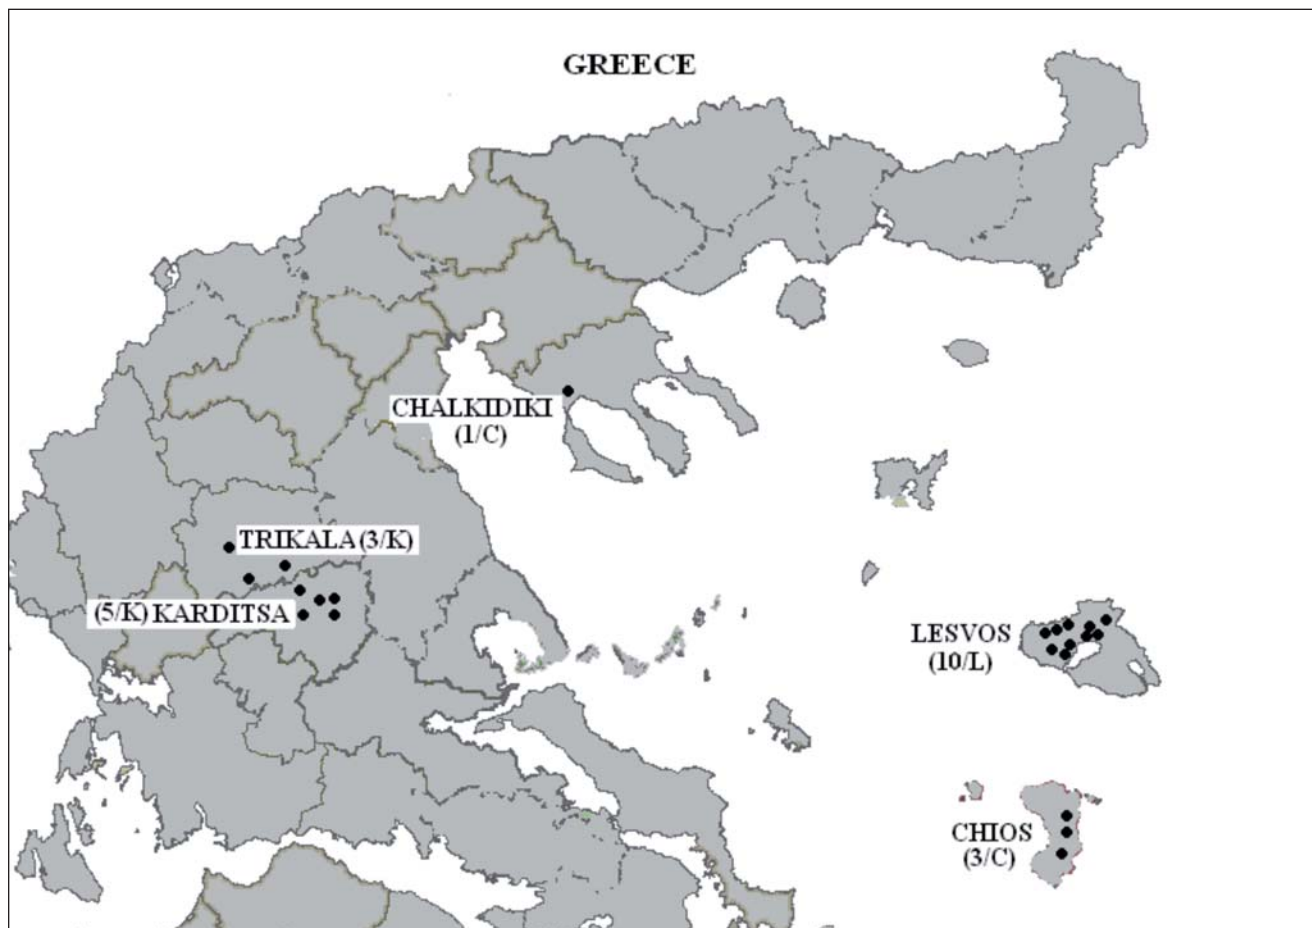 GREECE
CHALKIDIKI
(1/C)
TRIKALA (3/K)
(5/K) KARDITSA
LESVOS
(10/L)
CHIOS
(3/C)